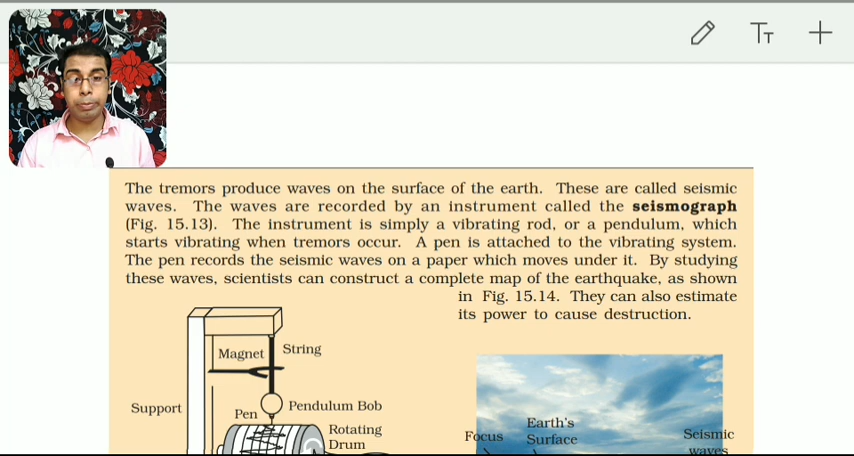 TT
The tremors produce waves on the surface of the earth. These are called seismic
waves. The waves are recorded by an instrument called the seismograph
(Fig. 15.13). The instrument is simply a vibrating rod, or a pendulum, which
starts vibrating when tremors occur. A pen is attached to the vibrating system.
The pen records the seismic waves on a paper which moves under it. By studying
these waves, scientists can construct a complete map of the earthquake, as shown
in Fig. 15.14. They can also estimate
its power to cause destruction.
Magnet
String
Support
Pen
Pendulum Bob
Rotating
Drum
Focus
Earth's
Surface
Seismic
waves